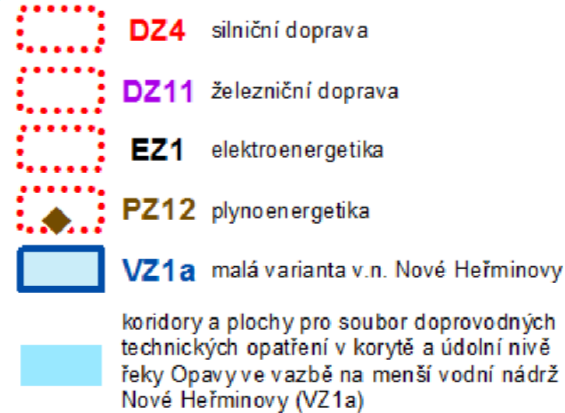 DZ4 silniční doprava
DZ11 železniční doprava
EZ1 elektroenergetika
PZ12 plynoenergetika
VZ1a malá varianta v.n. Nové Heřminovy
koridory a plochy pro soubor doprovodných
technických opatření v korytě a údolní nivě
řeky Opavy ve vazbě na menší vodní nádrž
Nové Heřminovy (VZ1a)